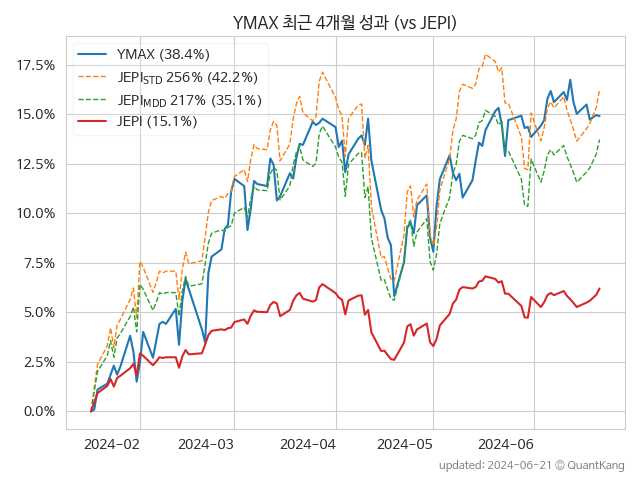 YMAX 최근 4개월 성과 (vs JEPI)
YMAX (38.4%)
JEPI_STD 256% (42.2%)
JEPI_MDD 217% (35.1%)
JEPI (15.1%)
17.5%
15.0%
12.5%
10.0%
7.5%
5.0%
2.5%
0.0%
2024-02 2024-03 2024-04 2024-05 2024-06
updated: 2024-06-21 © QuantKang